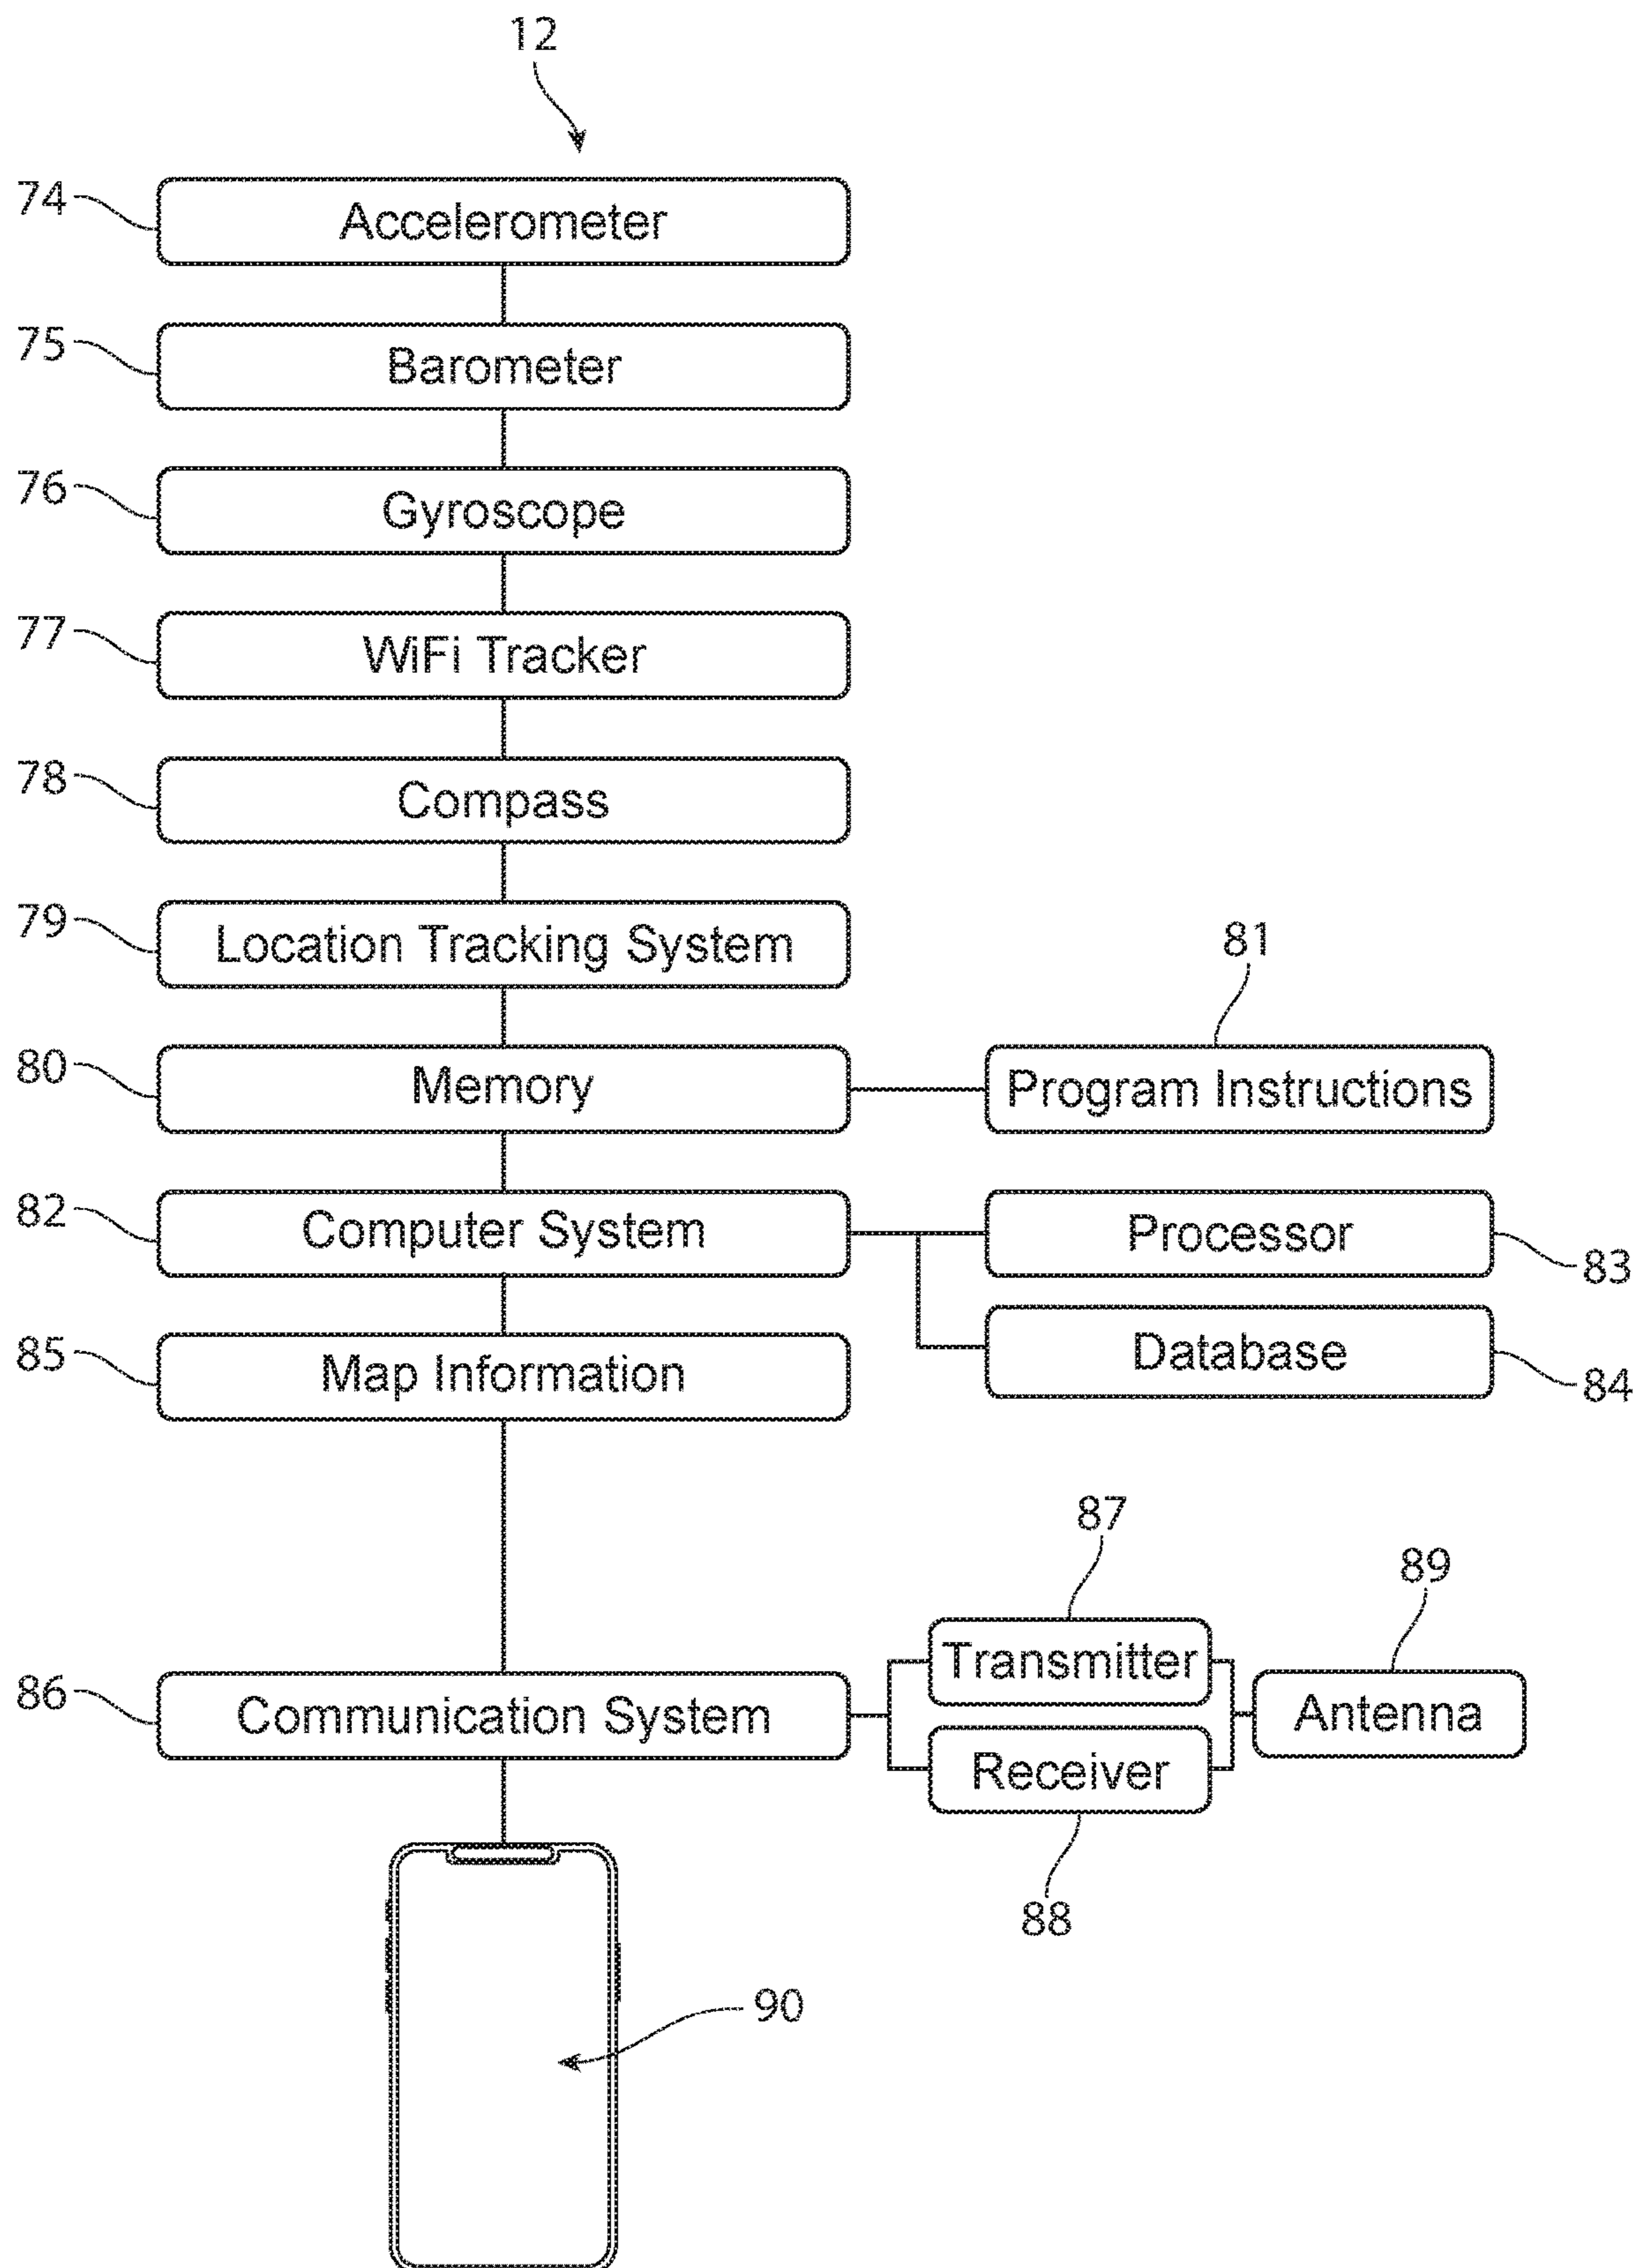 12
74
Accelerometer
75
Barometer
76
Gyroscope
77
WiFi Tracker
78
Compass
79
Location Tracking System
81
80
Memory
Program Instructions
82
Computer System
Processor
83
85
Map Information
Database
84
87
89
86
Communication System
Transmitter
Antenna
Receiver
88
90